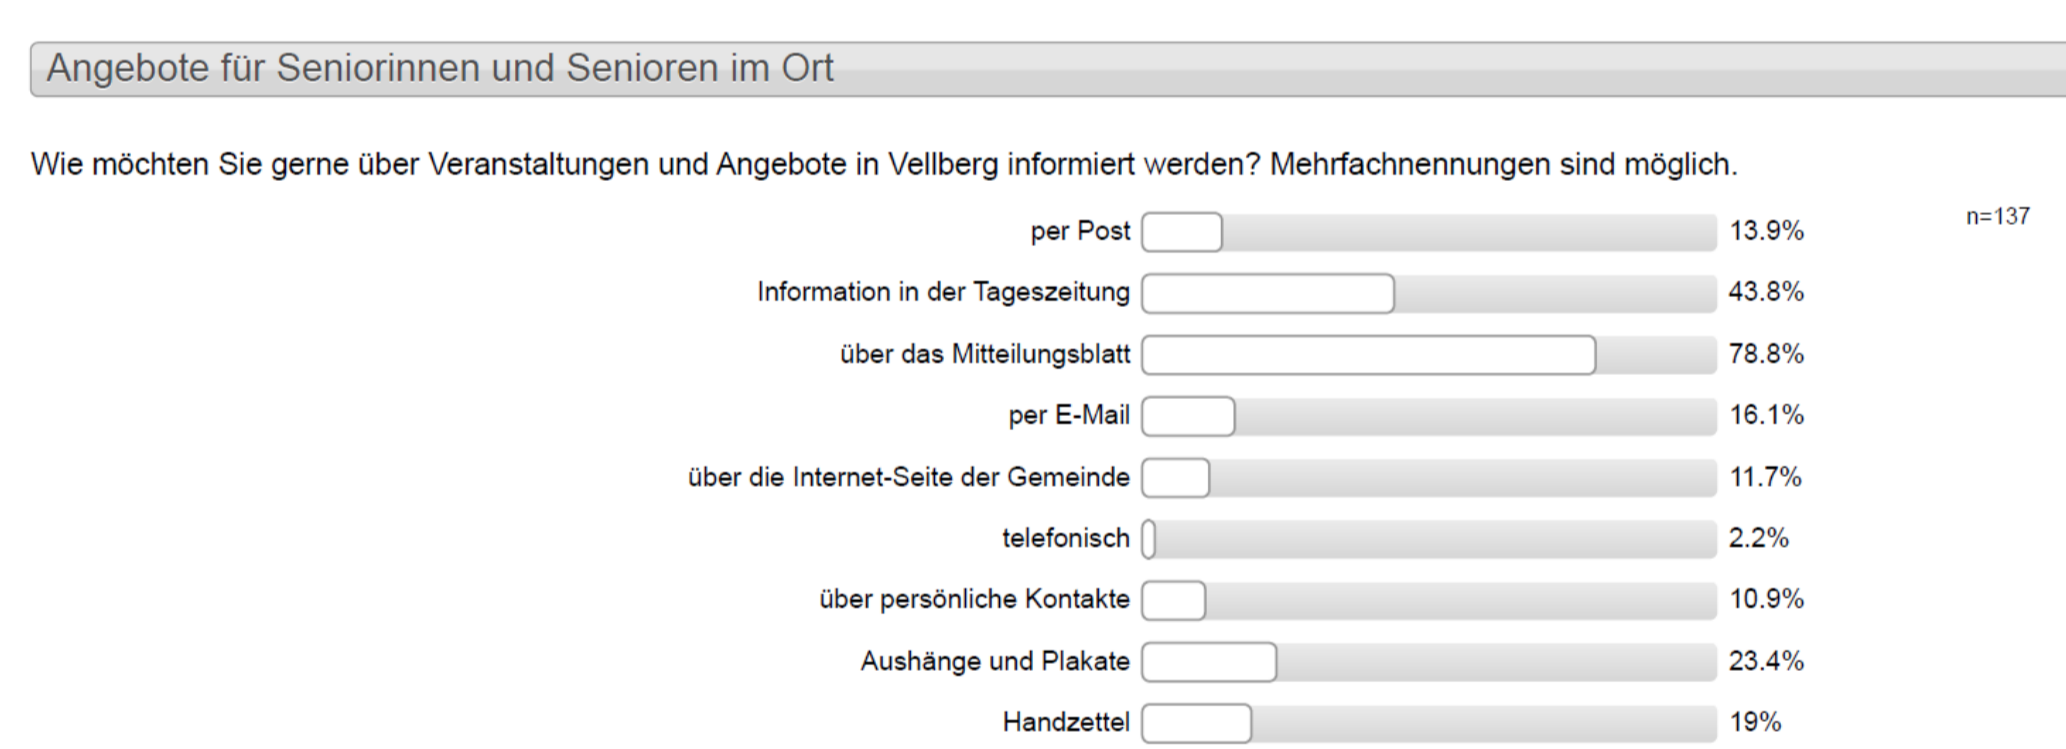 Angebote für Seniorinnen und Senioren im Ort
Wie möchten Sie gerne über Veranstaltungen und Angebote in Vellberg informiert werden? Mehrfachnennungen sind möglich.
n=137
per Post 13.9%
Information in der Tageszeitung 43.8%
über das Mitteilungsblatt 78.8%
per E-Mail 16.1%
über die Internet-Seite der Gemeinde 11.7%
telefonisch 2.2%
über persönliche Kontakte 10.9%
Aushänge und Plakate 23.4%
Handzettel 19%